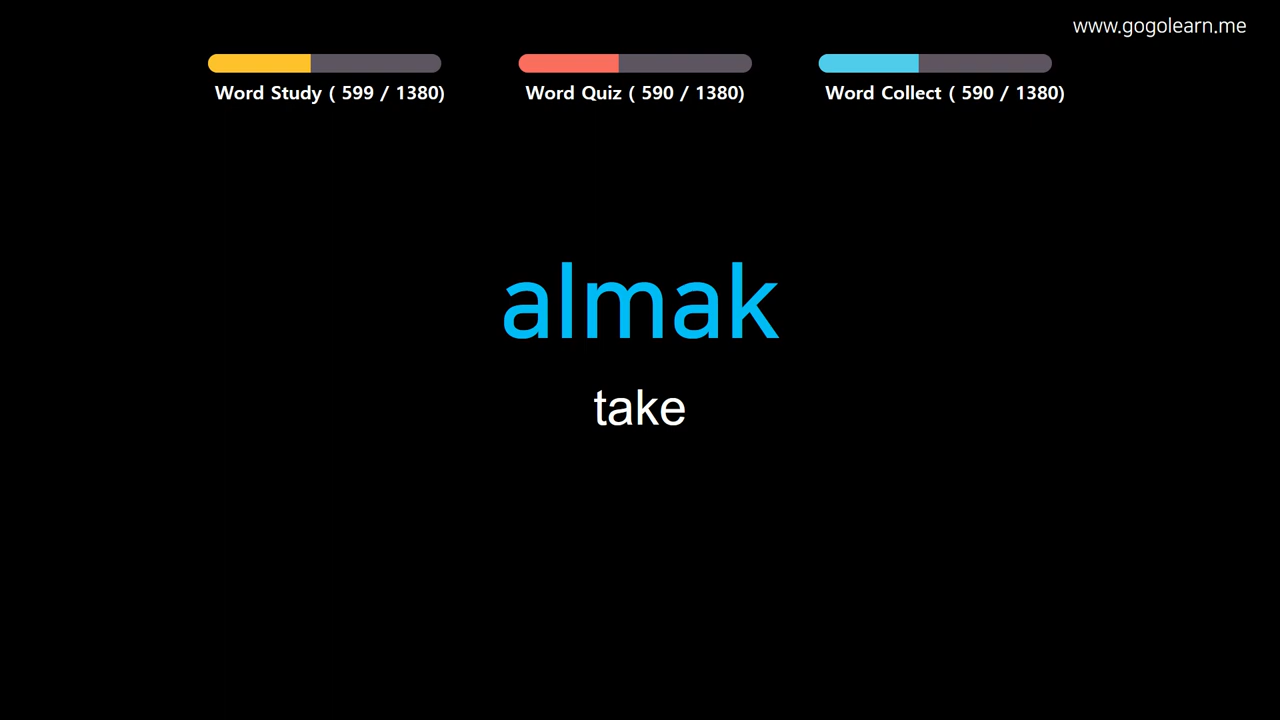 www.gogolearn.me
Word Study ( 599 / 1380)
Word Quiz ( 590 / 1380)
Word Collect ( 590 / 1380)
almak
take